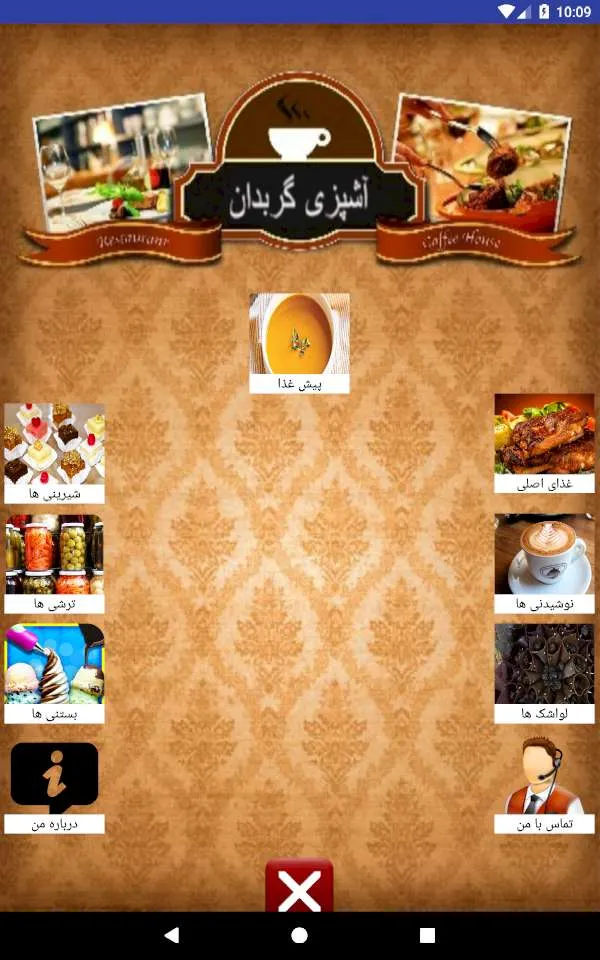 10:09
آشپزی گربدان
Restaurant
Coffee House
پیش غذا
غذای اصلی
شیرینی ها
نوشیدنی ها
ترشی ها
لواشک ها
بستنی ها
تماس با من
درباره من